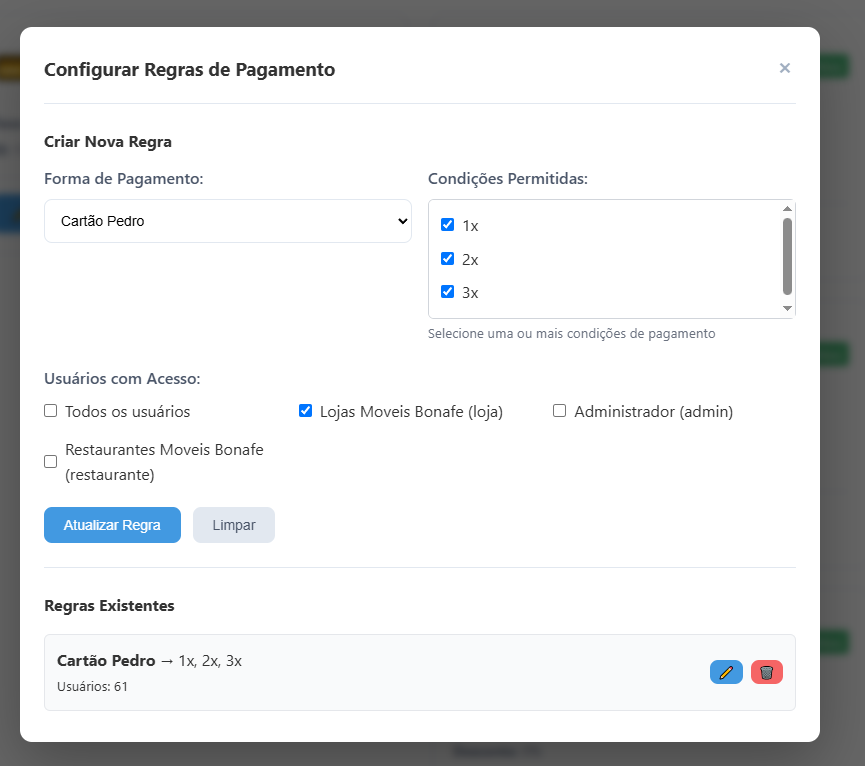 Configurar Regras de Pagamento
×
Criar Nova Regra
Forma de Pagamento:
Condições Permitidas:
Cartão Pedro
1x
2x
3x
Selecione uma ou mais condições de pagamento
Usuários com Acesso:
Todos os usuários
Lojas Moveis Bonafe (loja)
Administrador (admin)
Restaurantes Moveis Bonafe
(restaurante)
Atualizar Regra
Limpar
Regras Existentes
Cartão Pedro → 1x, 2x, 3x
Usuários: 61